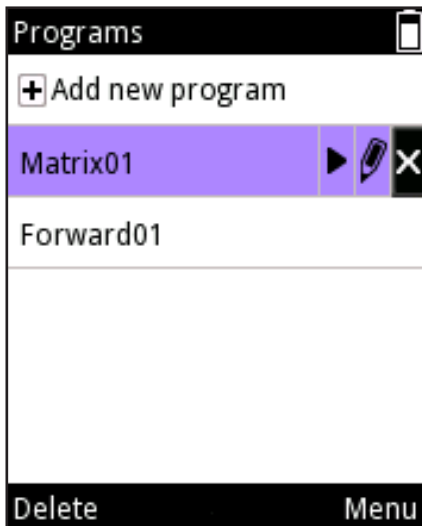 Programs
Add new program
Matrix01
Forward01
Delete Menu